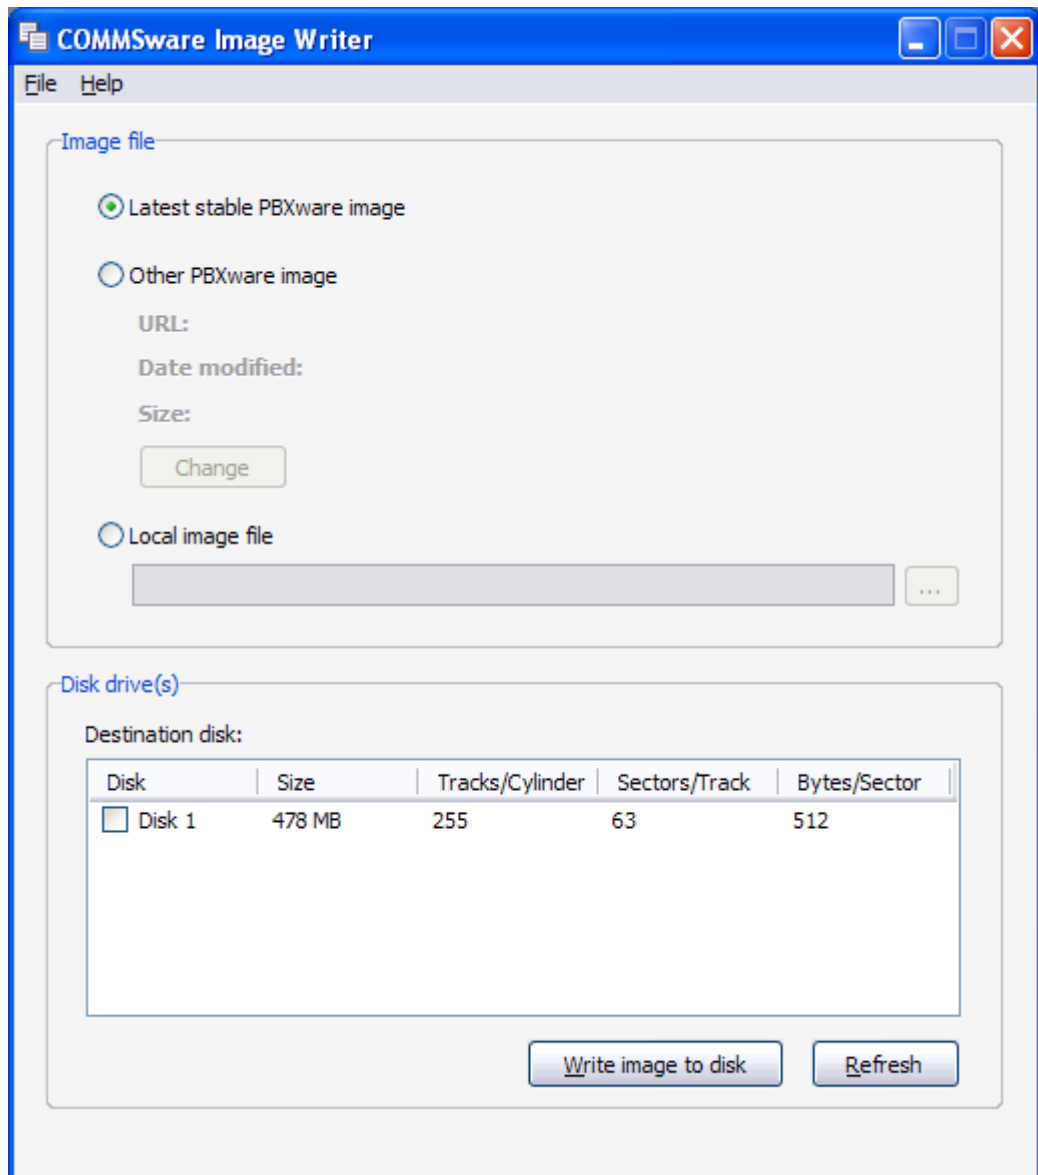 COMMSware Image Writer
File Help
Image file
Latest stable PBXware image
Other PBXware image
URL:
Date modified:
Size:
Change
Local image file
...
Disk drive(s)
Destination disk:
Disk Size Tracks/Cylinder Sectors/Track Bytes/Sector
Disk 1 478 MB 255 63 512
Write image to disk Refresh